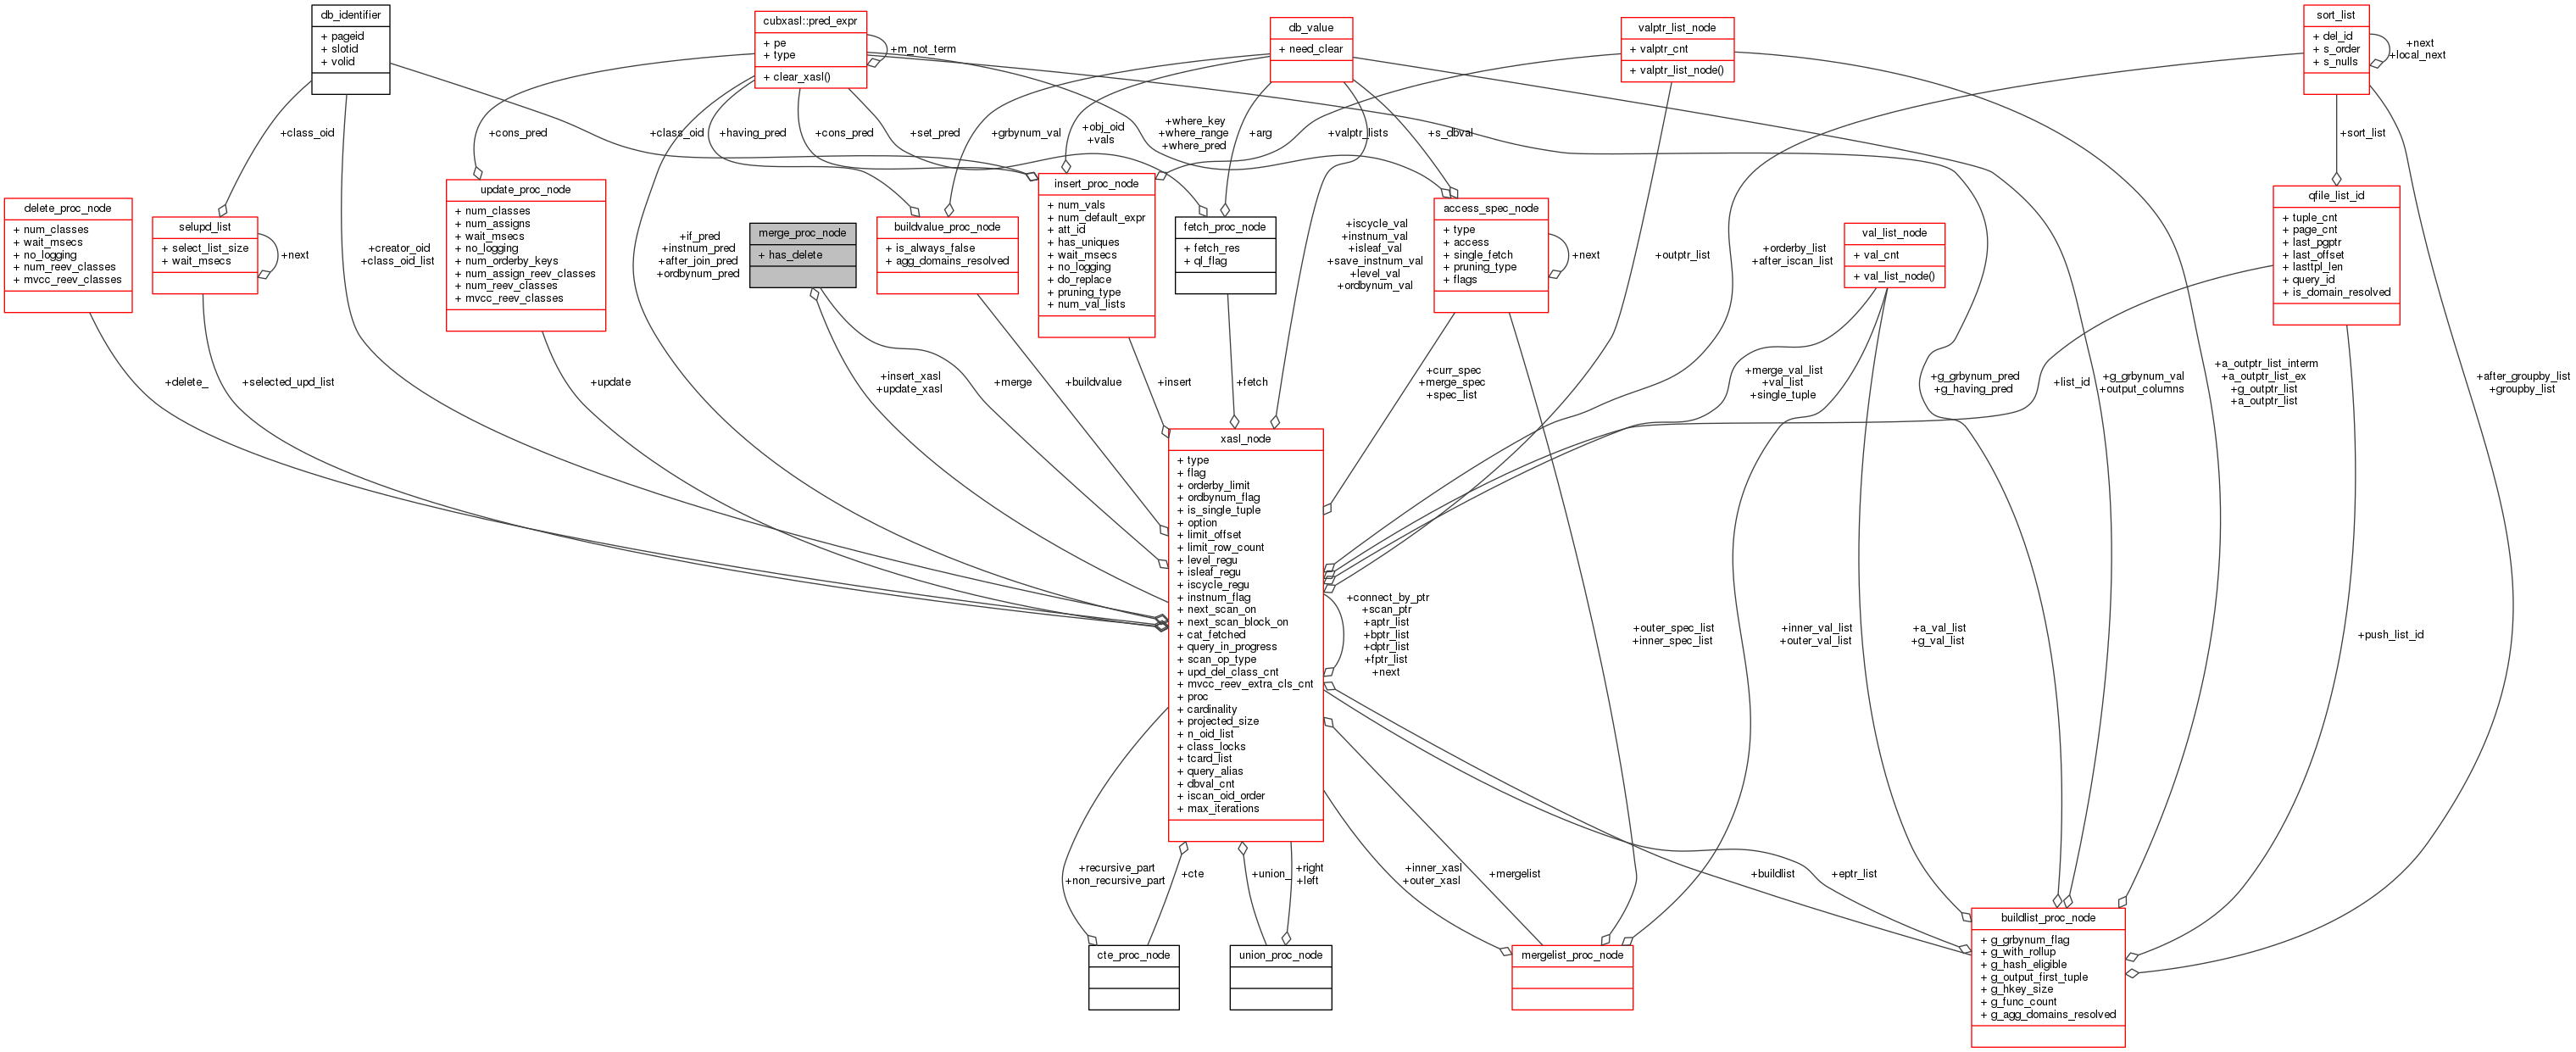 db_identifier
+ pageid
+ slotid
+ volid
cubxasl::pred_expr
+ pe
+ type
+ clear_xasl()
+m_not_term
db_value
+ need_clear
valptr_list_node
+ valptr_cnt
+ valptr_list_node()
sort_list
+ del_id
+ s_order
+ s_nulls
+next
+local_next
+class_oid
+cons_pred
+class_oid
+having_pred
+cons_pred
+set_pred
+grbynum_val
+obj_oid
+vals
+where_key
+where_range
+where_pred
+arg
+valptr_lists
+s_dbval
+sort_list
delete_proc_node
+ num_classes
+ wait_msecs
+ no_logging
+ num_reev_classes
+ mvcc_reev_classes
selupd_list
+ select_list_size
+ wait_msecs
+next
+creator_oid
+class_oid_list
update_proc_node
+ num_classes
+ num_assigns
+ wait_msecs
+ no_logging
+ num_orderby_keys
+ num_assign_reev_classes
+ num_reev_classes
+ mvcc_reev_classes
+if_pred
+instnum_pred
+after_join_pred
+ordbynum_pred
merge_proc_node
+ has_delete
buildvalue_proc_node
+ is_always_false
+ agg_domains_resolved
insert_proc_node
+ num_vals
+ num_default_expr
+ att_id
+ has_uniques
+ wait_msecs
+ no_logging
+ do_replace
+ pruning_type
+ num_val_lists
fetch_proc_node
+ fetch_res
+ ql_flag
+iscycle_val
+instnum_val
+isleaf_val
+save_instnum_val
+level_val
+ordbynum_val
access_spec_node
+ type
+ access
+ single_fetch
+ pruning_type
+ flags
+next
+outptr_list
+orderby_list
+after_iscan_list
val_list_node
+ val_cnt
+ val_list_node()
qfile_list_id
+ tuple_cnt
+ page_cnt
+ last_pgptr
+ last_offset
+ lasttpl_len
+ query_id
+ is_domain_resolved
+delete_
+selected_upd_list
+update
+insert_xasl
+update_xasl
+merge
+buildvalue
+insert
+fetch
+curr_spec
+merge_spec
+spec_list
+merge_val_list
+val_list
+single_tuple
+g_grbynum_pred
+g_having_pred
+list_id
+g_grbynum_val
+output_columns
+a_outptr_list_interm
+a_outptr_list_ex
+g_outptr_list
+a_outptr_list
+after_groupby_list
+groupby_list
xasl_node
+ type
+ flag
+ orderby_limit
+ ordbynum_flag
+ is_single_tuple
+ option
+ limit_offset
+ limit_row_count
+ level_regu
+ isleaf_regu
+ iscycle_regu
+ instnum_flag
+ next_scan_on
+ next_scan_block_on
+ cat_fetched
+ query_in_progress
+ scan_op_type
+ upd_del_class_cnt
+ mvcc_reev_extra_cls_cnt
+ proc
+ cardinality
+ projected_size
+ n_oid_list
+ class_locks
+ tcard_list
+ query_alias
+ dbval_cnt
+ iscan_oid_order
+ max_iterations
+connect_by_ptr
+scan_ptr
+aptr_list
+bptr_list
+dptr_list
+fptr_list
+next
+outer_spec_list
+inner_spec_list
+inner_val_list
+outer_val_list
+a_val_list
+g_val_list
+push_list_id
+recursive_part
+non_recursive_part
+cte
+union_
+right
+left
+inner_xasl
+outer_xasl
+mergelist
+buildlist
+eptr_list
cte_proc_node
union_proc_node
mergelist_proc_node
buildlist_proc_node
+ g_grbynum_flag
+ g_with_rollup
+ g_hash_eligible
+ g_output_first_tuple
+ g_hkey_size
+ g_func_count
+ g_agg_domains_resolved